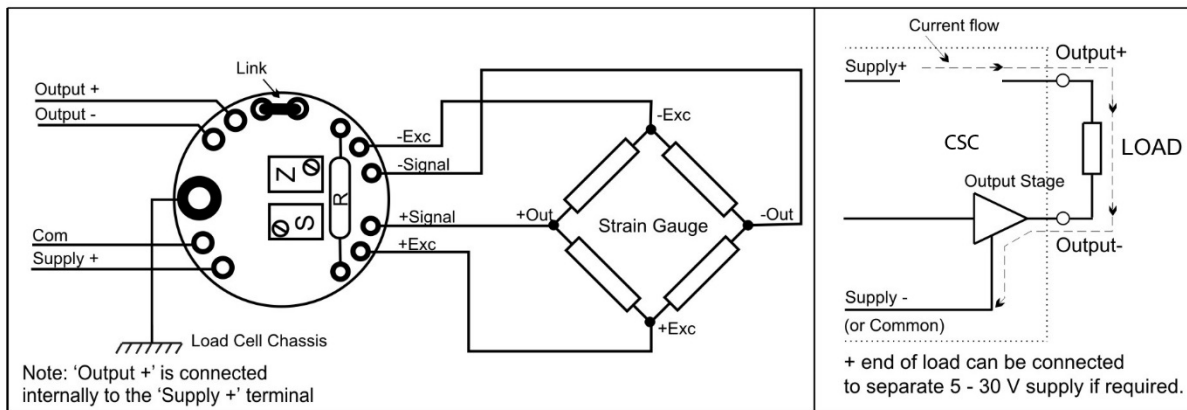 Link
Output +
Output -
-Exc
-Signal
Z
S
R
+Signal
+Exc
Com
Supply +
Load Cell Chassis
Note: ‘Output +’ is connected
internally to the ‘Supply +’ terminal
-Exc
+Out
Strain Gauge
-Out
+Exc
Current flow
Output+
Supply+
CSC
LOAD
Output Stage
Output-
Supply -
(or Common)
+ end of load can be connected
to separate 5 - 30 V supply if required.